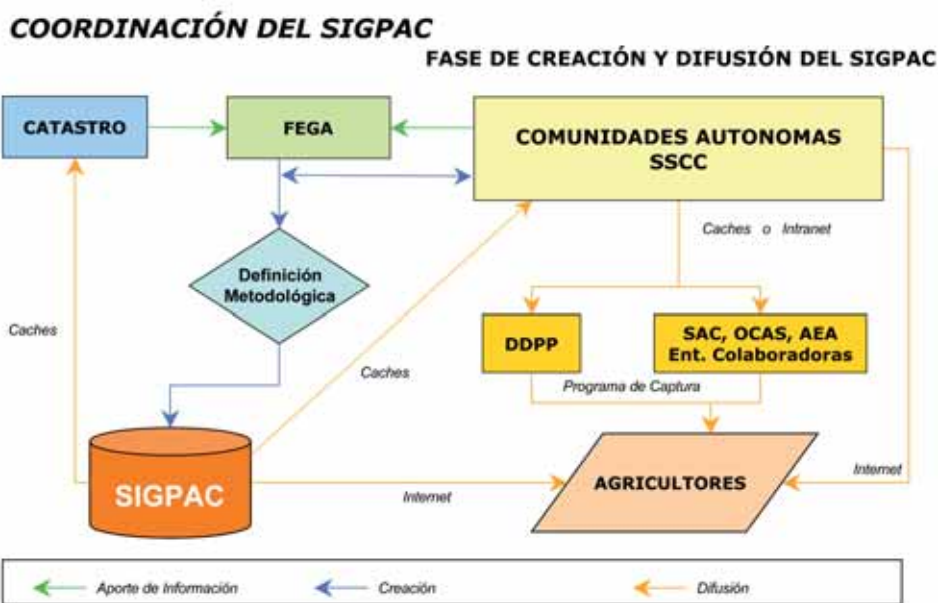 COORDINACIÓN DEL SIGPAC
FASE DE CREACIÓN Y DIFUSIÓN DEL SIGPAC
CATASTRO
FEGA
COMUNIDADES AUTONOMAS
SSCC
Caches o Intranet
Definición
Metodológica
Caches
DDPP
SAC, OCAS, AEA
Ent. Colaboradoras
Caches
Programa de Captura
SIGPAC
AGRICULTORES
Internet
Internet
Aporte de Información
Creación
Difusión